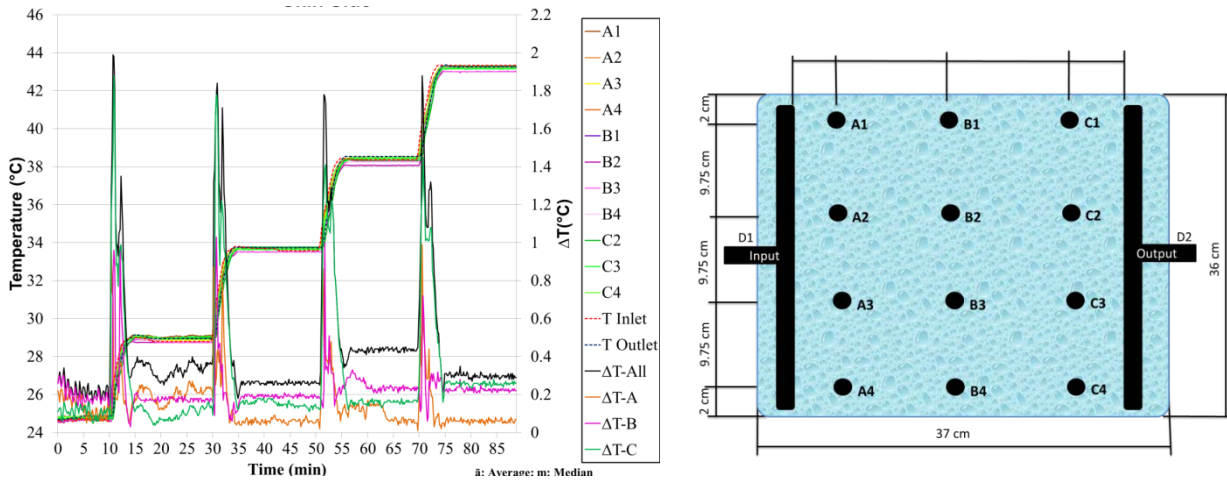 46
44
42
40
38
36
34
32
30
28
26
24
Temperature (°C)
0 5 10 15 20 25 30 35 40 45 50 55 60 65 70 75 80 85
Time (min)
2.2
2
1.8
1.6
1.4
1.2
1
0.8
0.6
0.4
0.2
0
ΔT(°C)
A1
A2
A3
A4
B1
B2
B3
B4
C2
C3
C4
T Inlet
T Outlet
ΔT-All
ΔT-A
ΔT-B
ΔT-C
ā: Average; m: Median
2 cm
9.75 cm
9.75 cm
9.75 cm
2 cm
A1 B1 C1
A2 B2 C2
D1 D2
Input Output
A3 B3 C3
A4 B4 C4
36 cm
37 cm